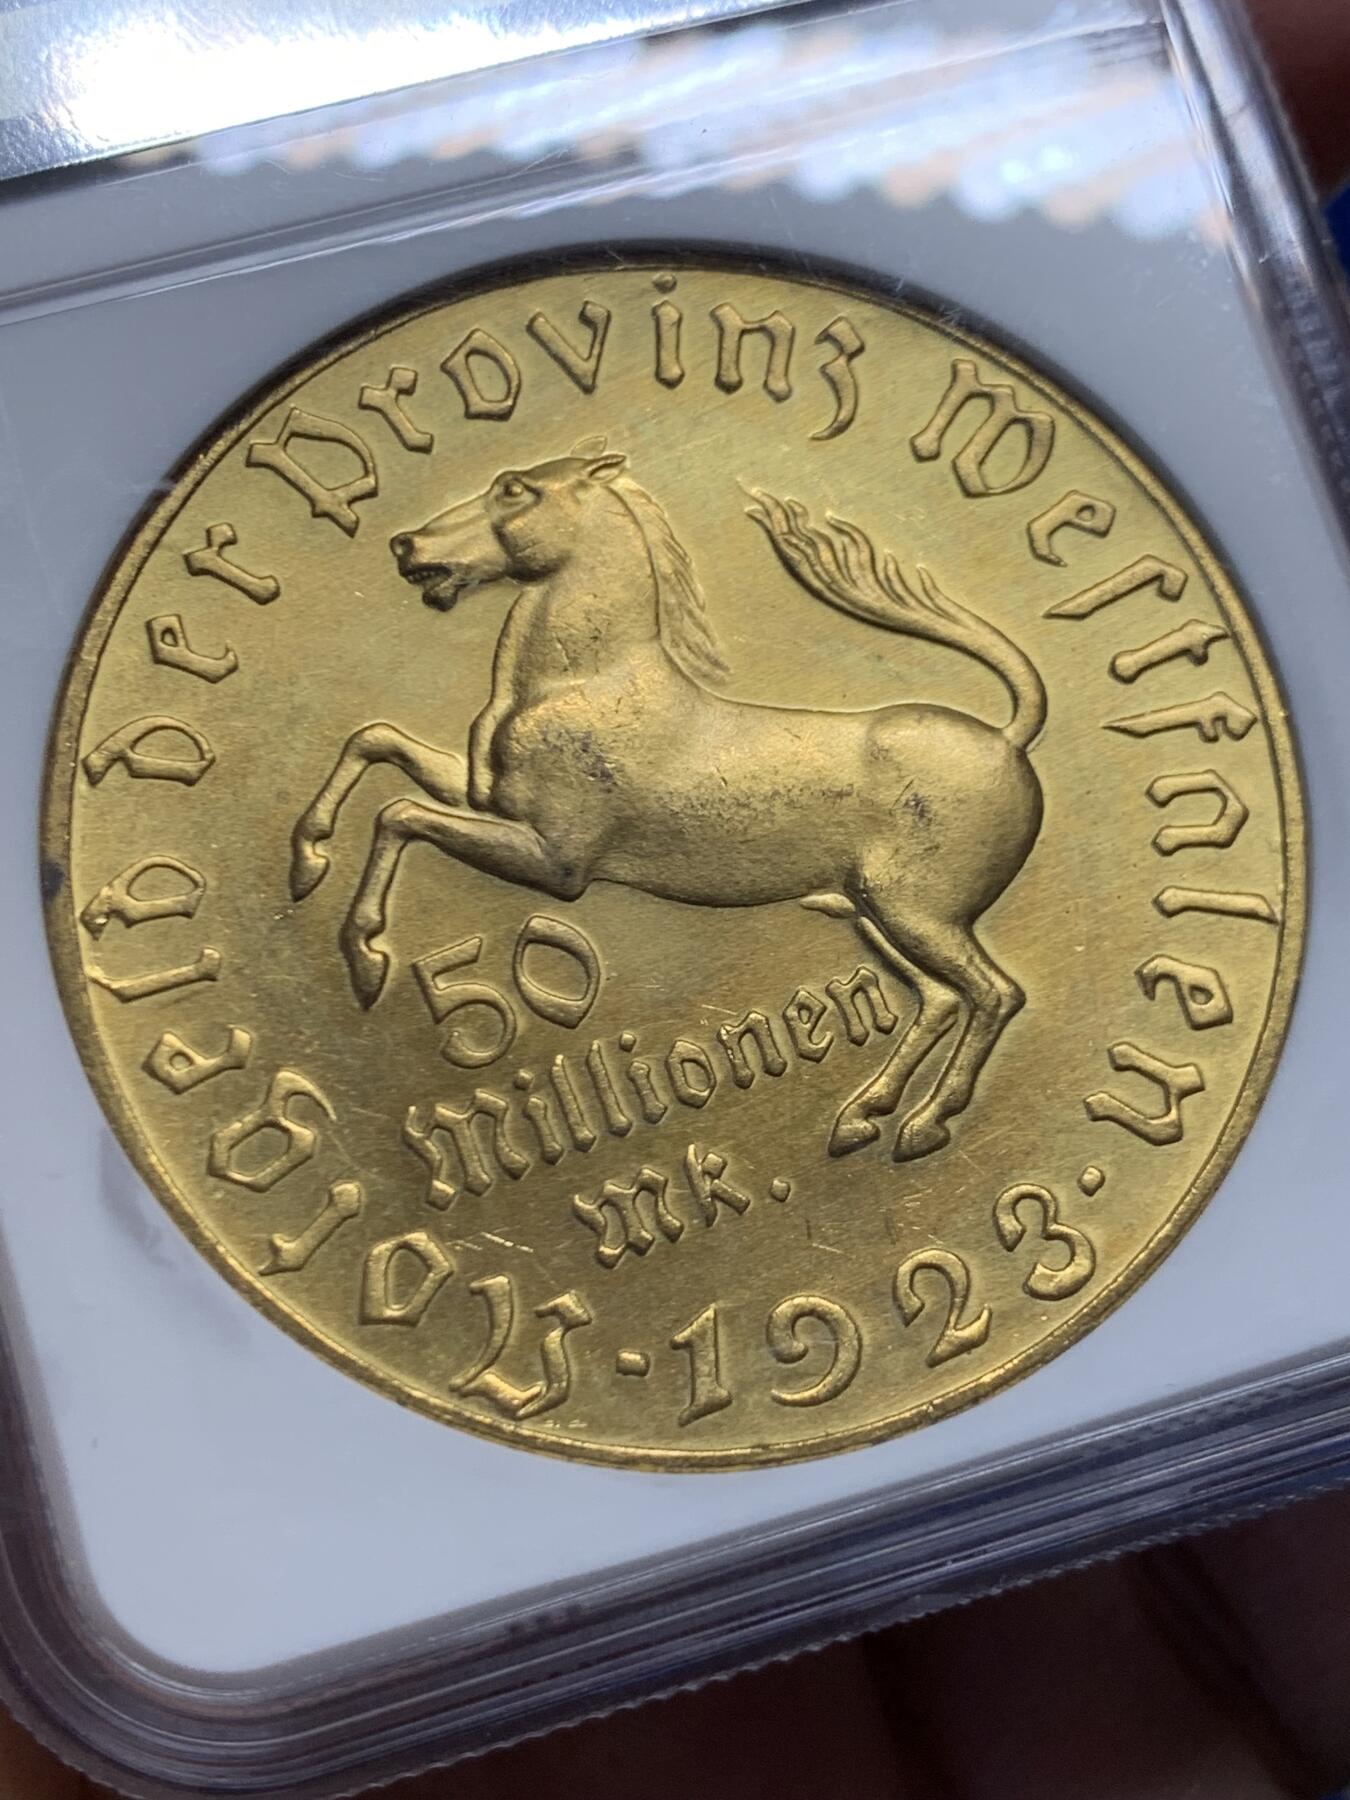 Notgeld der Provinz Westfalen · 1923 ·
50
Millionen
Mk.